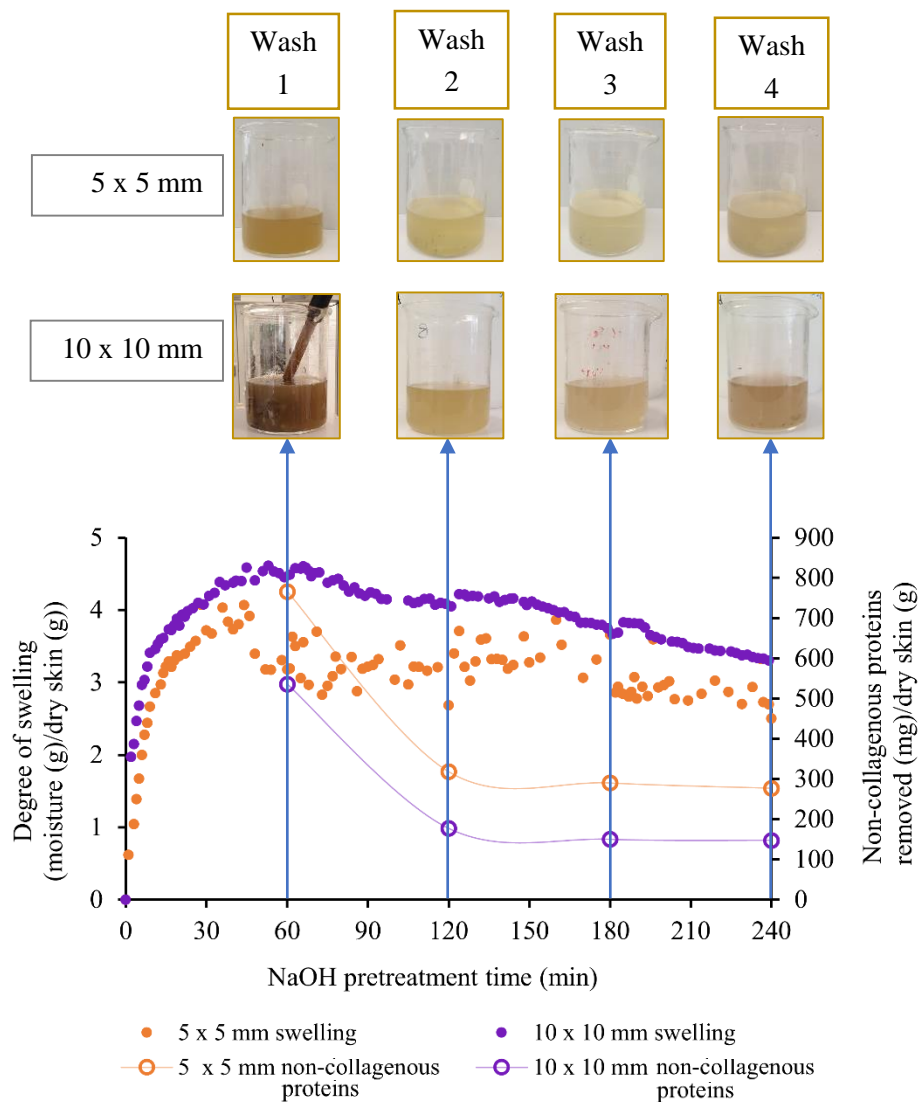 Wash
1
Wash
2
Wash
3
Wash
4
5 x 5 mm
10 x 10 mm
8
Degree of swelling
(moisture (g)/dry skin (g))
5
4
3
2
1
0
900
800
700
600
500
400
300
200
100
0
Non-collagenous proteins
removed (mg)/dry skin (g)
0 30 60 90 120 150 180 210 240
NaOH pretreatment time (min)
5 x 5 mm swelling
10 x 10 mm swelling
5 x 5 mm non-collagenous
proteins
10 x 10 mm non-collagenous
proteins